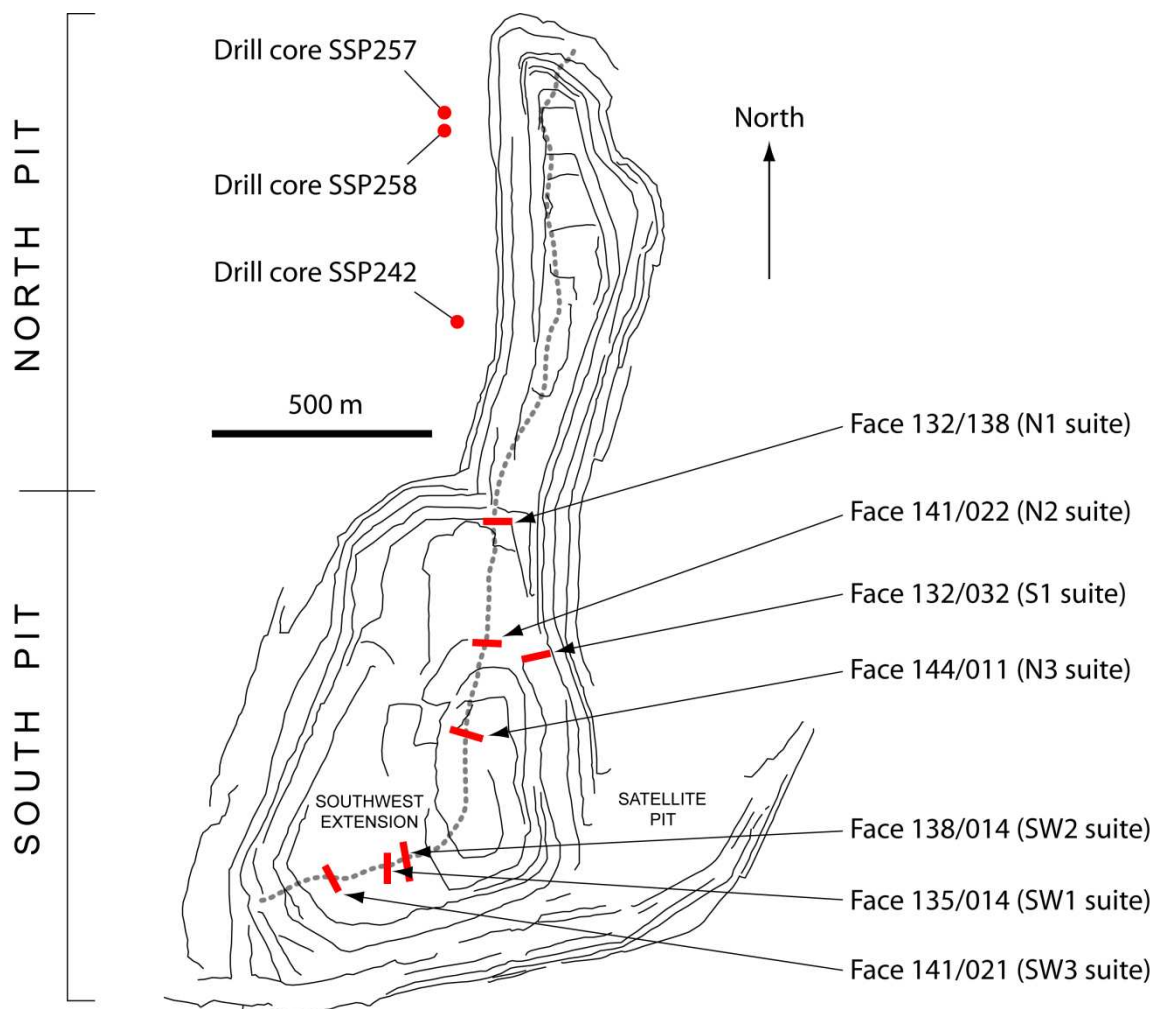 Drill core SSP257
North
Drill core SSP258
Drill core SSP242
NORTH PIT
500 m
Face 132/138 (N1 suite)
Face 141/022 (N2 suite)
Face 132/032 (S1 suite)
Face 144/011 (N3 suite)
SOUTH PIT
SOUTHWEST
EXTENSION
SATELLITE
PIT
Face 138/014 (SW2 suite)
Face 135/014 (SW1 suite)
Face 141/021 (SW3 suite)